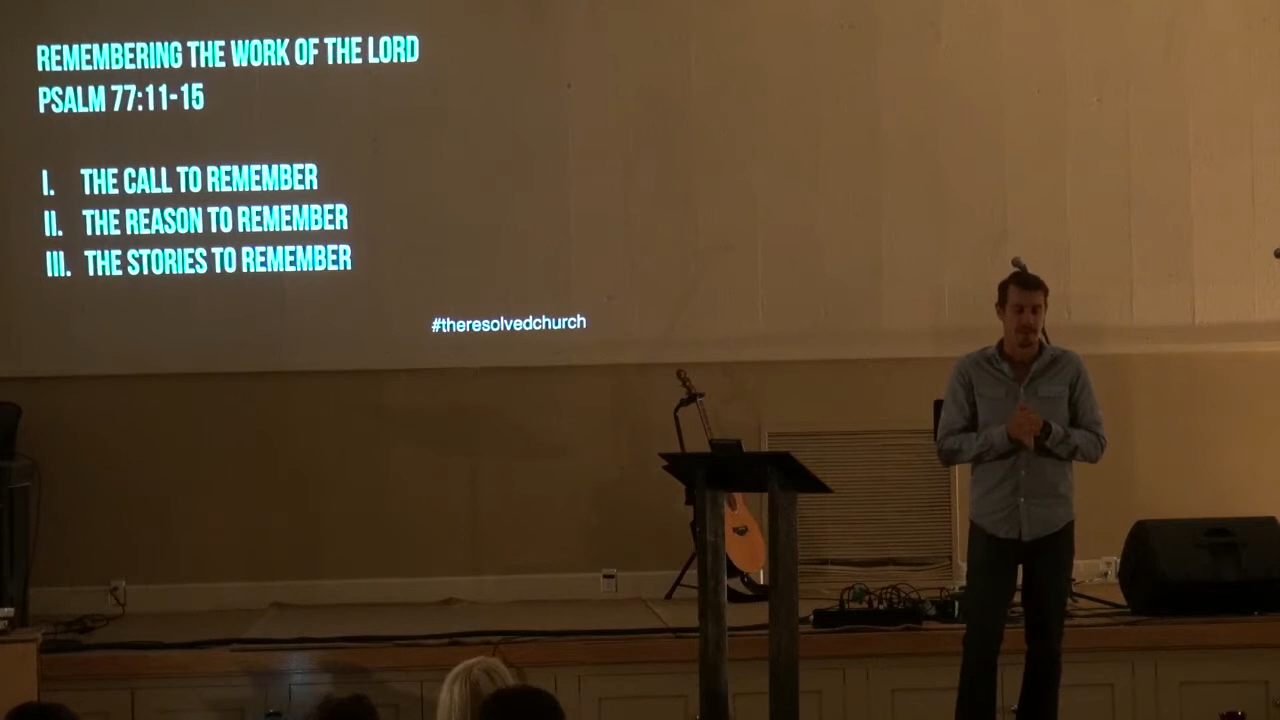 REMEMBERING THE WORK OF THE LORD
PSALM 77:11-15
I. THE CALL TO REMEMBER
II. THE REASON TO REMEMBER
III. THE STORIES TO REMEMBER
#theresolvedchurch